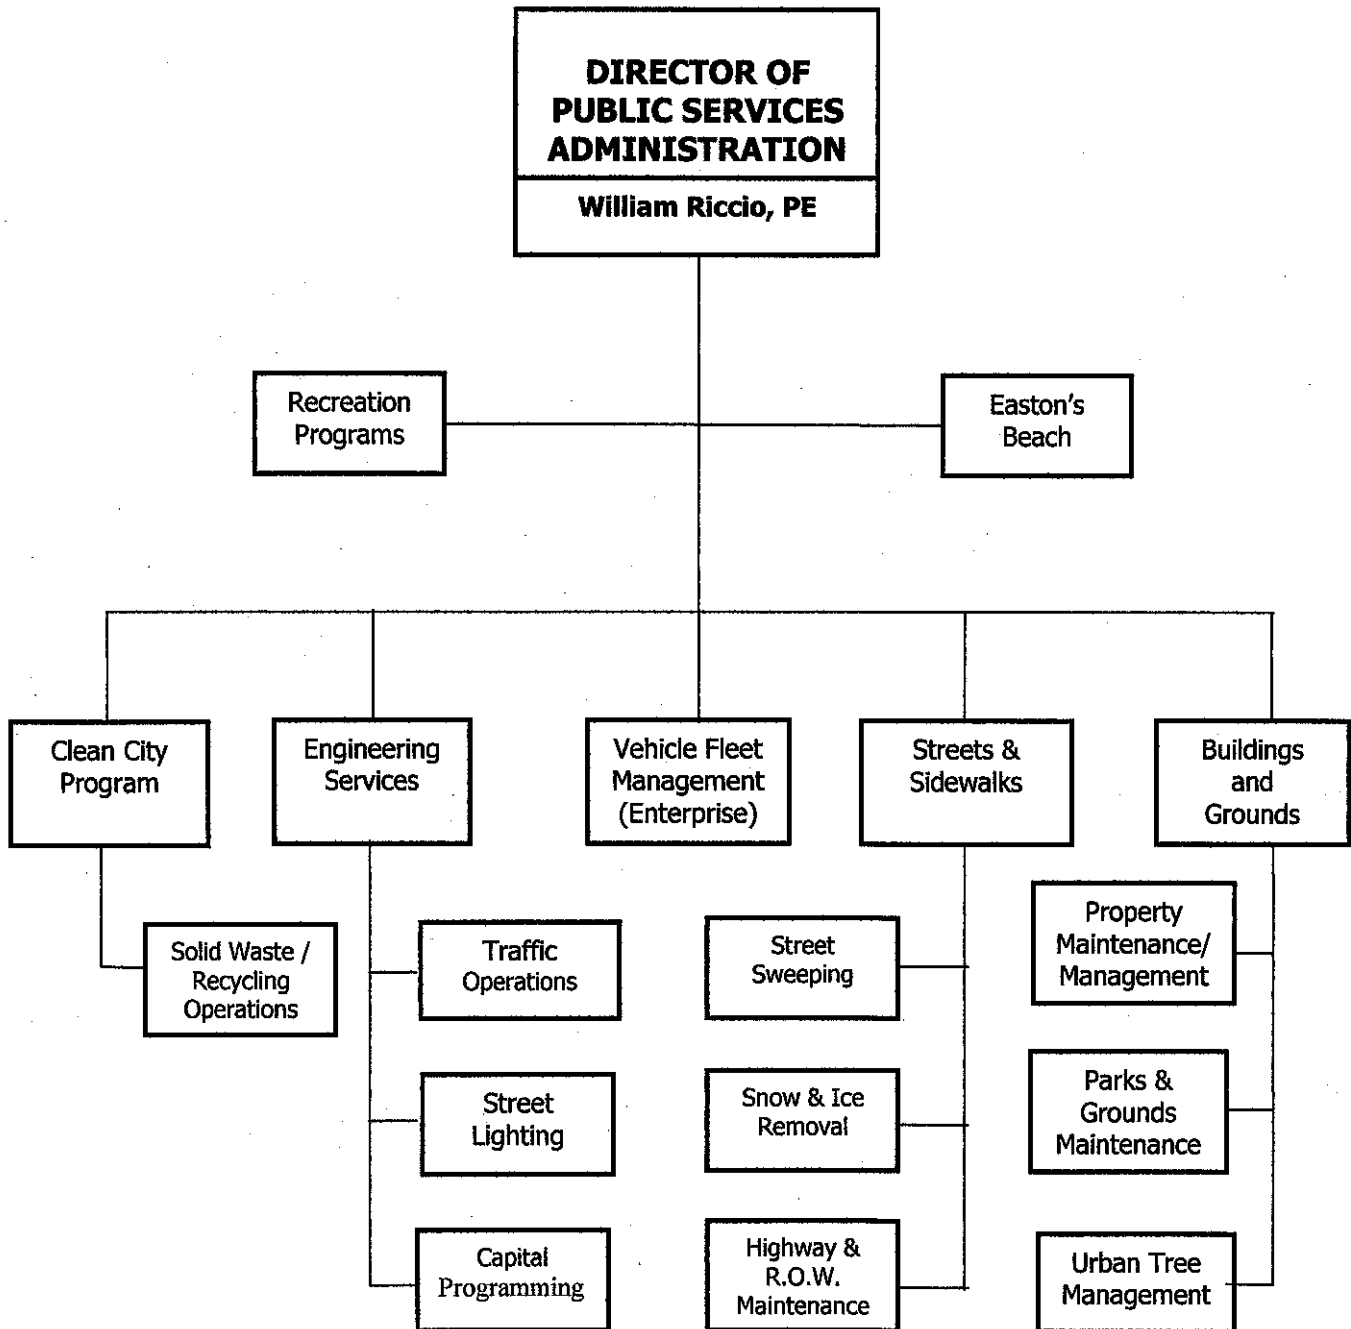 DIRECTOR OF
PUBLIC SERVICES
ADMINISTRATION
William Riccio, PE
Recreation
Programs
Easton's
Beach
Clean City
Program
Engineering
Services
Vehicle Fleet
Management
(Enterprise)
Streets &
Sidewalks
Buildings
and
Grounds
Solid Waste /
Recycling
Operations
Traffic
Operations
Street
Lighting
Capital
Programming
Street
Sweeping
Snow & Ice
Removal
Highway &
R.O.W.
Maintenance
Property
Maintenance/
Management
Parks &
Grounds
Maintenance
Urban Tree
Management